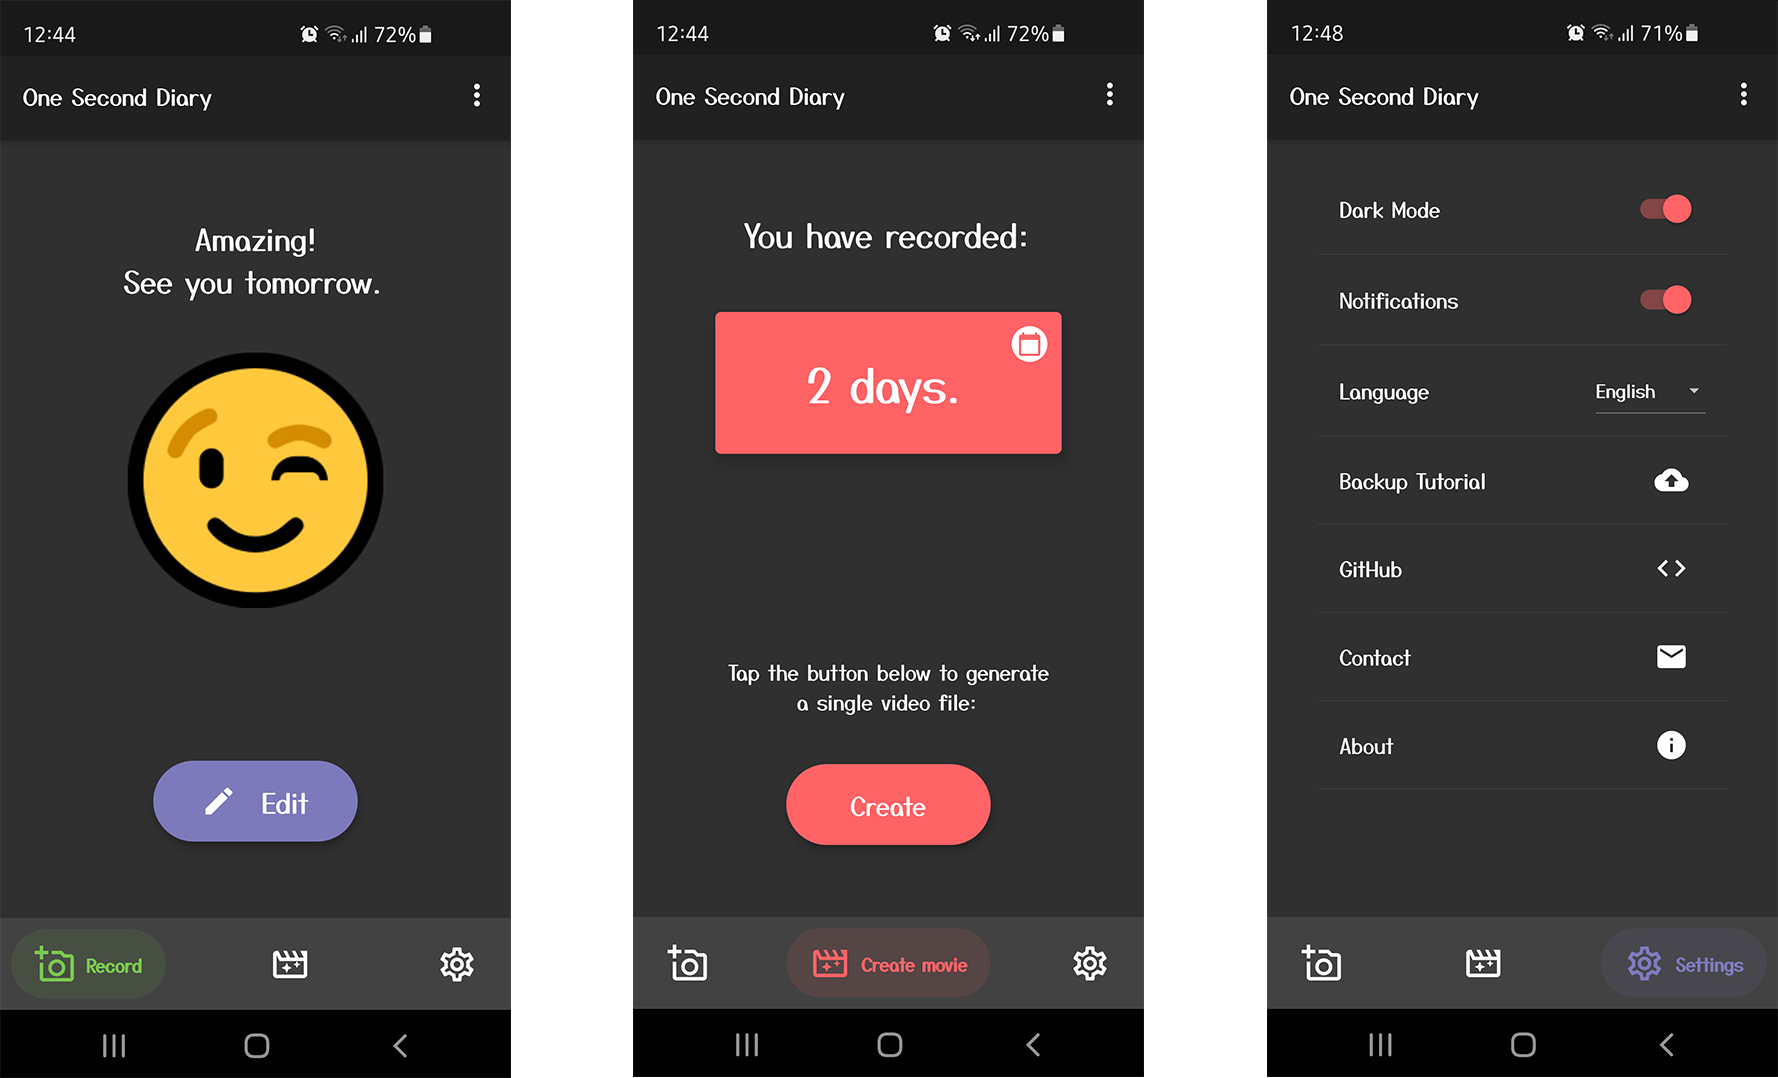 12:44
72%
One Second Diary
Amazing!
See you tomorrow.
Edit
Record
12:44
72%
One Second Diary
You have recorded:
2 days.
Tap the button below to generate
a single video file:
Create
Create movie
12:48
71%
One Second Diary
Dark Mode
Notifications
Language
English
Backup Tutorial
GitHub
Contact
About
Settings